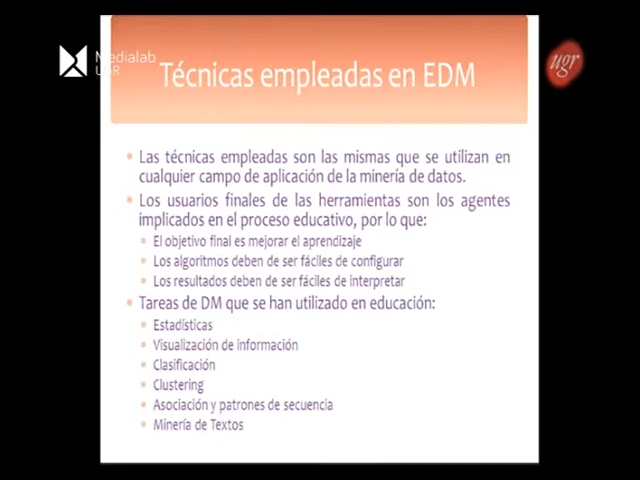 Medialab
UGR
ugr
Técnicas empleadas en EDM
Las técnicas empleadas son las mismas que se utilizan en
cualquier campo de aplicación de la minería de datos.
Los usuarios finales de las herramientas son los agentes
implicados en el proceso educativo, por lo que:
El objetivo final es mejorar el aprendizaje
Los algoritmos deben de ser fáciles de configurar
Los resultados deben de ser fáciles de interpretar
Tareas de DM que se han utilizado en educación:
Estadísticas
Visualización de información
Clasificación
Clustering
Asociación y patrones de secuencia
Minería de Textos